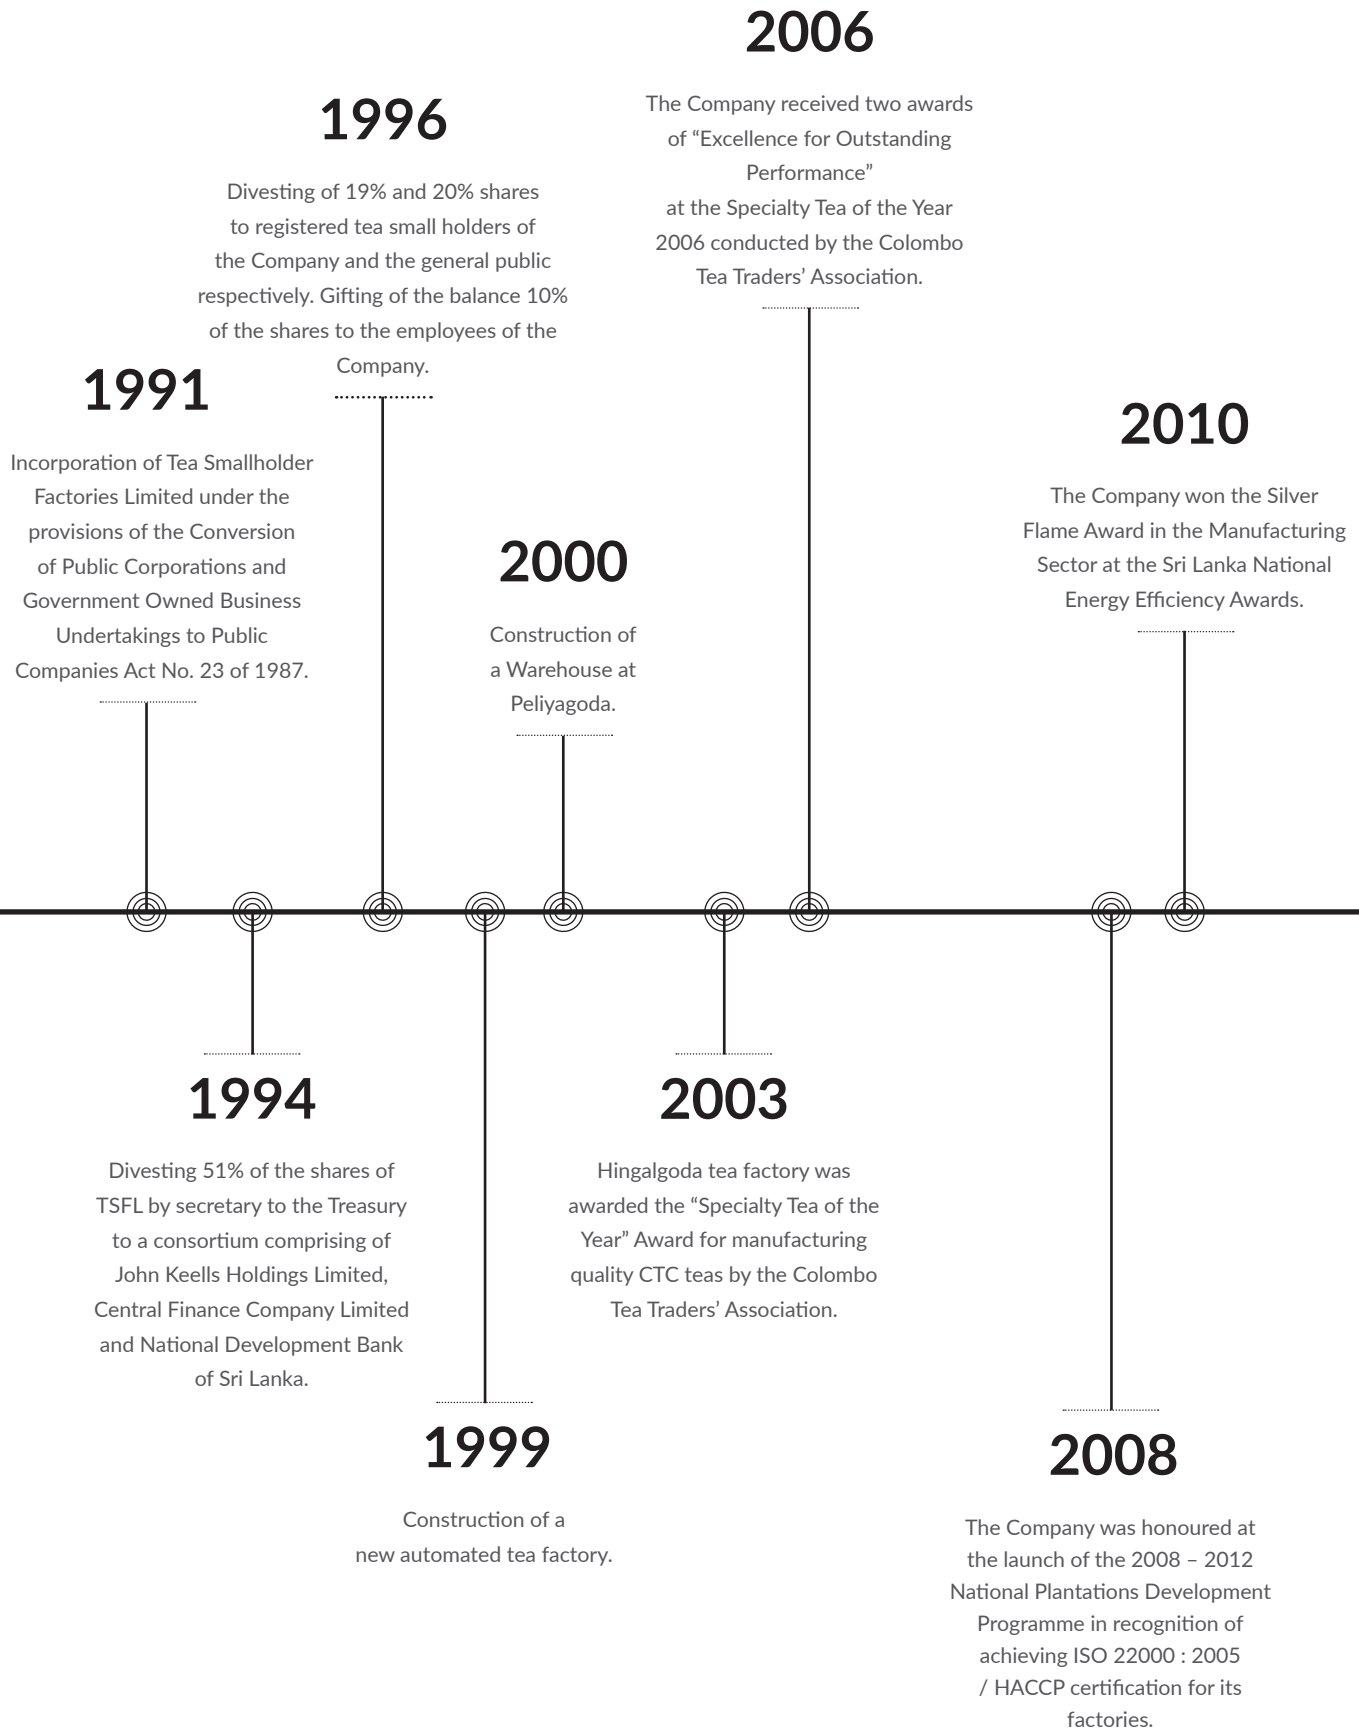 1991
Incorporation of Tea Smallholder
Factories Limited under the
provisions of the Conversion
of Public Corporations and
Government Owned Business
Undertakings to Public
Companies Act No. 23 of 1987.
1994
Divesting 51% of the shares of
TSFL by secretary to the Treasury
to a consortium comprising of
John Keells Holdings Limited,
Central Finance Company Limited
and National Development Bank
of Sri Lanka.
1996
Divesting of 19% and 20% shares
to registered tea small holders of
the Company and the general public
respectively. Gifting of the balance 10%
of the shares to the employees of the
Company.
1999
Construction of a
new automated tea factory.
2000
Construction of
a Warehouse at
Peliyagoda.
2003
Hingalgoda tea factory was
awarded the “Specialty Tea of the
Year” Award for manufacturing
quality CTC teas by the Colombo
Tea Traders’ Association.
2006
The Company received two awards
of “Excellence for Outstanding
Performance”
at the Specialty Tea of the Year
2006 conducted by the Colombo
Tea Traders’ Association.
2008
The Company was honoured at
the launch of the 2008 – 2012
National Plantations Development
Programme in recognition of
achieving ISO 22000 : 2005
/ HACCP certification for its
factories.
2010
The Company won the Silver
Flame Award in the Manufacturing
Sector at the Sri Lanka National
Energy Efficiency Awards.